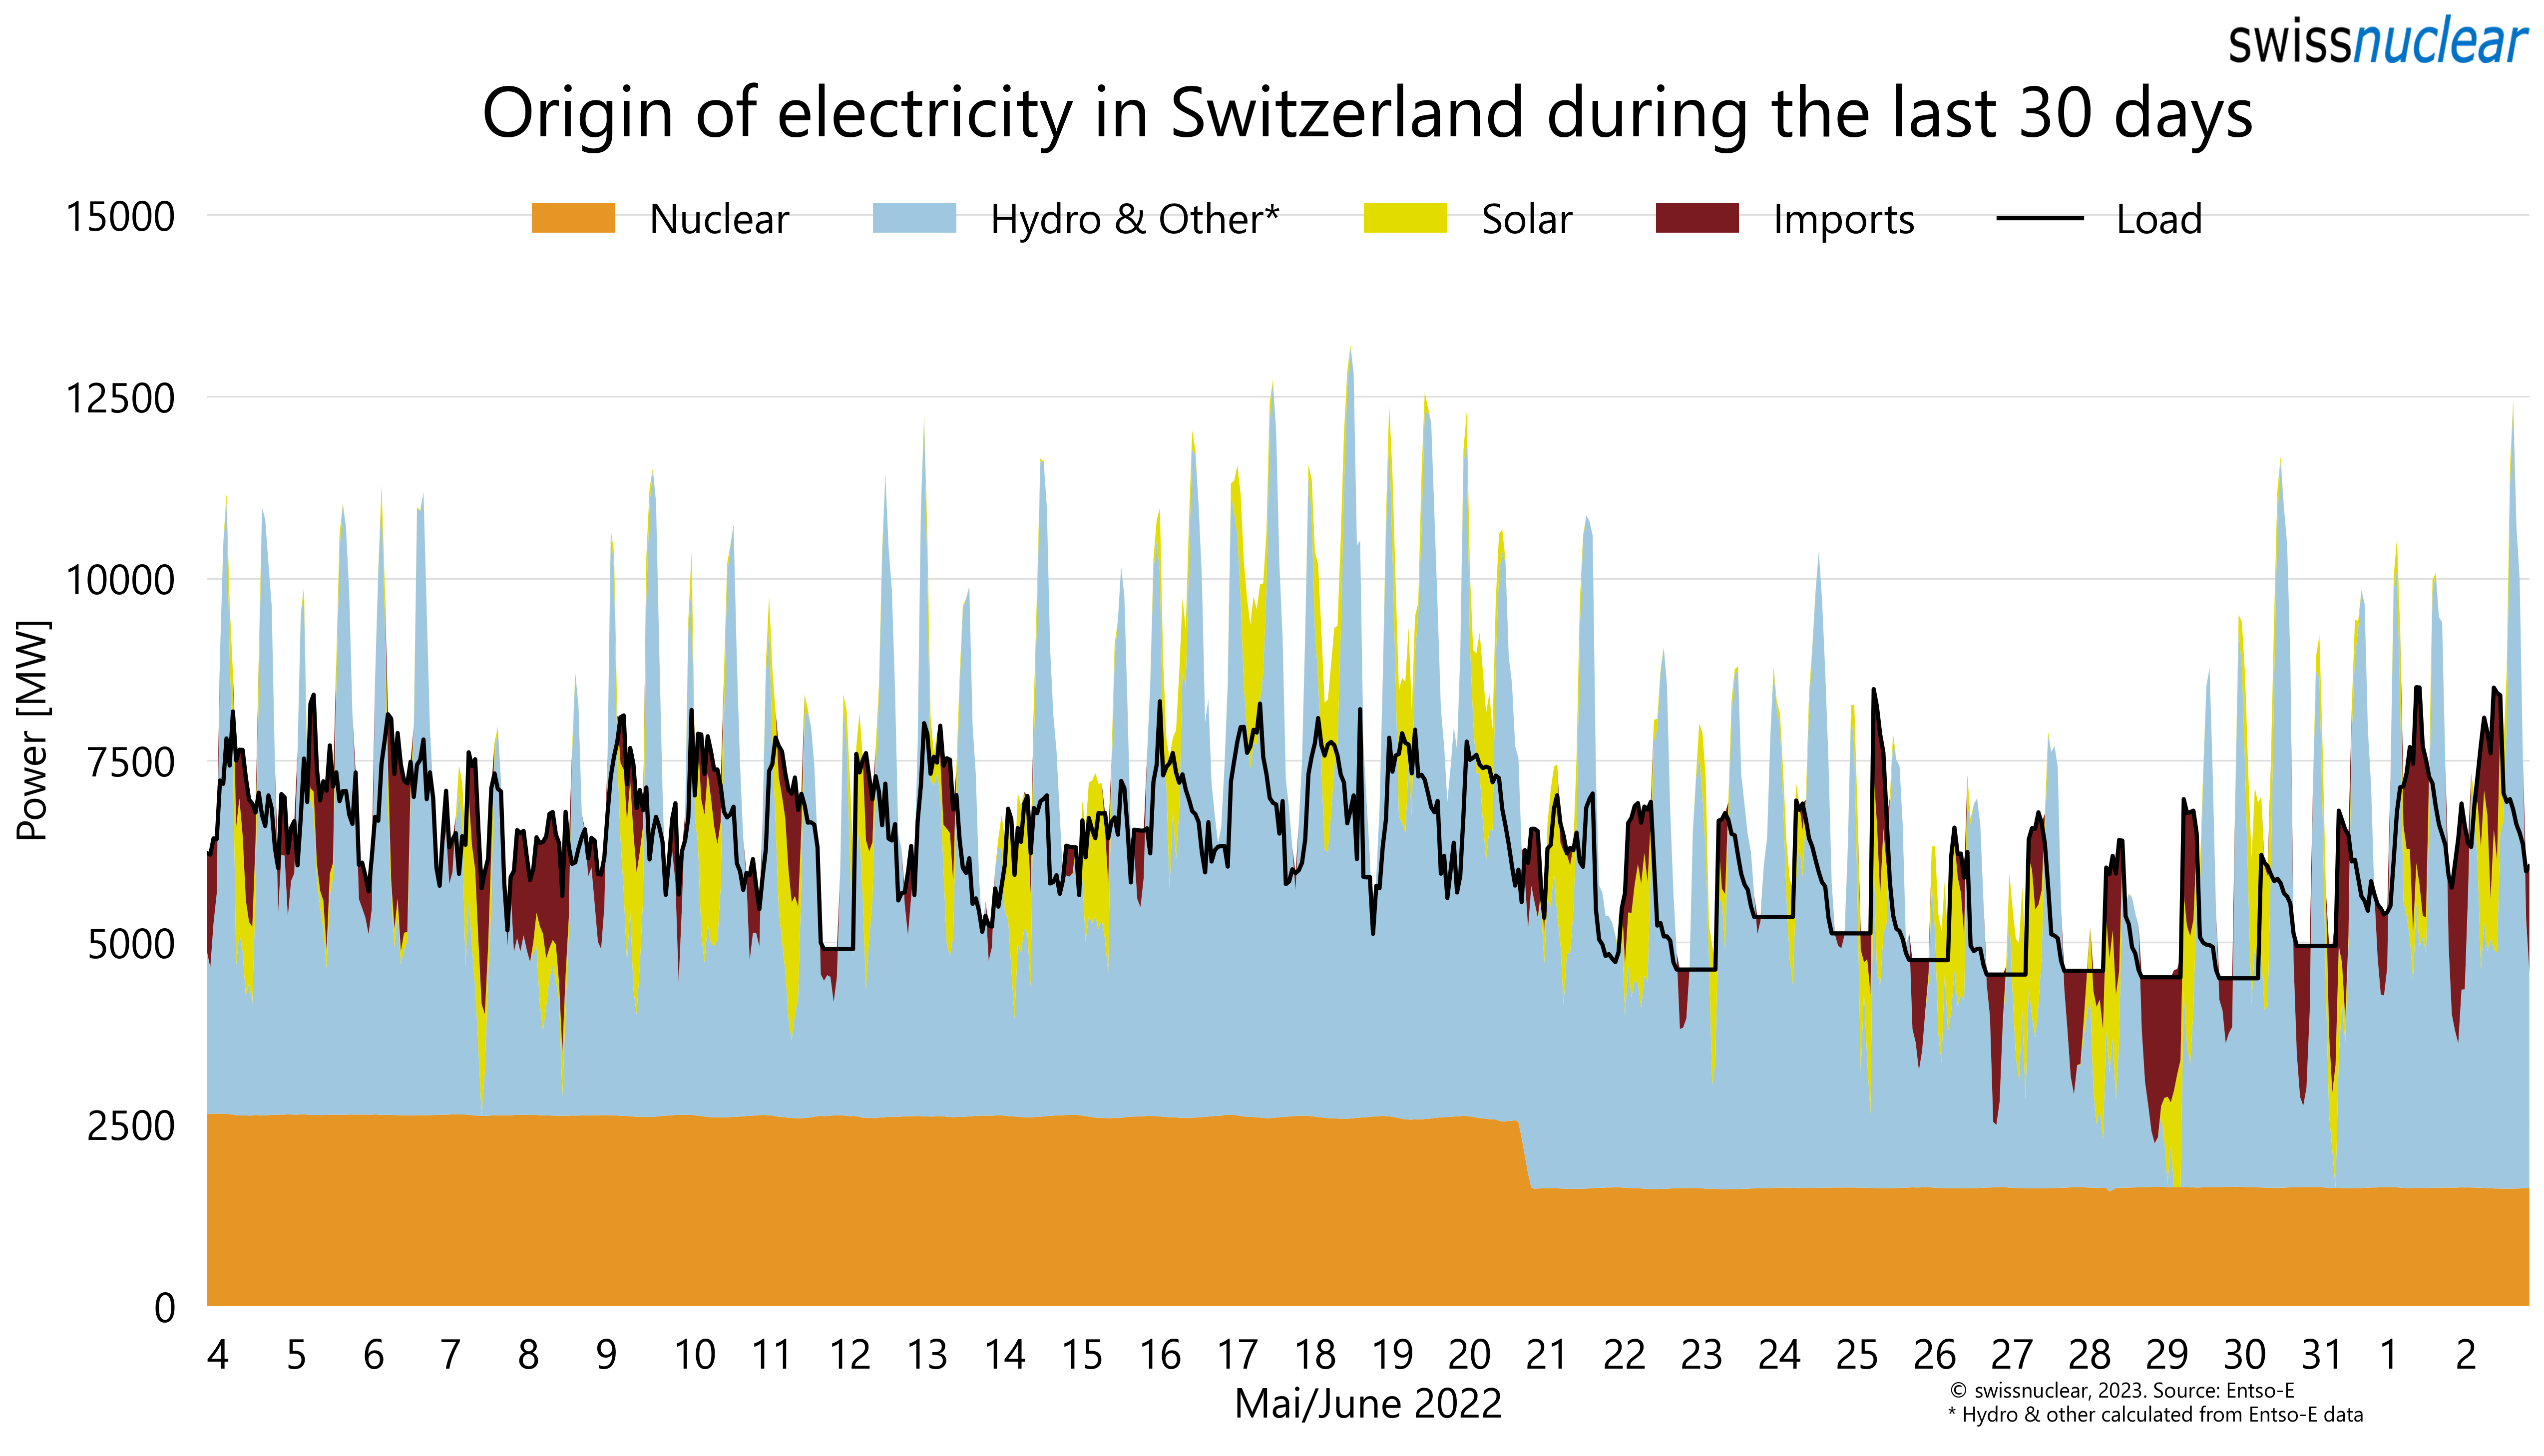 swissnuclear
Origin of electricity in Switzerland during the last 30 days
Nuclear Hydro & Other* Solar Imports Load
15000
12500
10000
7500
5000
2500
0
Power [MW]
4 5 6 7 8 9 10 11 12 13 14 15 16 17 18 19 20 21 22 23 24 25 26 27 28 29 30 31 1 2
Mai/June 2022
© swissnuclear, 2023. Source: Entso-E
* Hydro & other calculated from Entso-E data